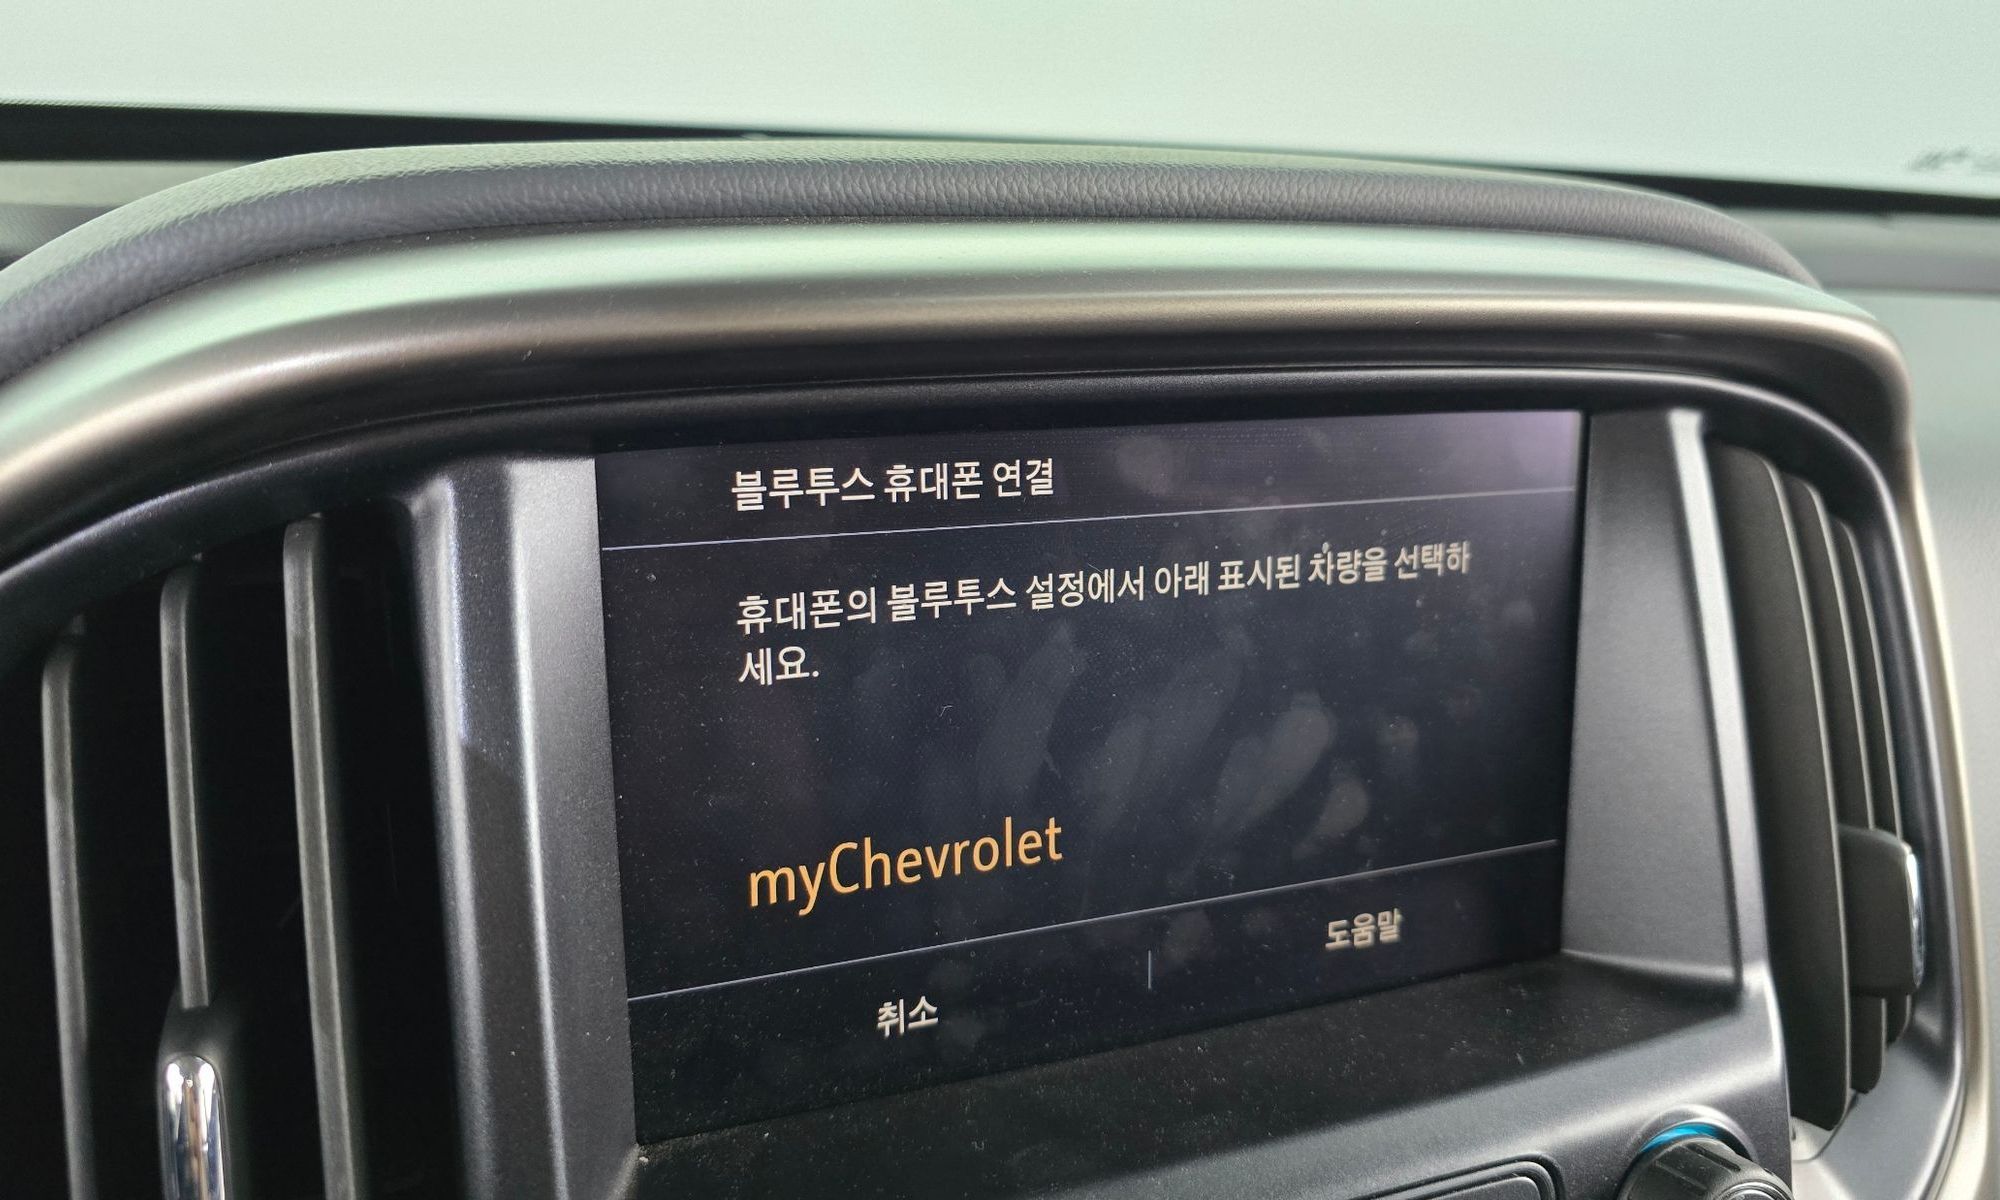 블루투스 휴대폰 연결
휴대폰의 블루투스 설정에서 아래 표시된 차량을 선택하
세요.
myChevrolet
취소
도움말